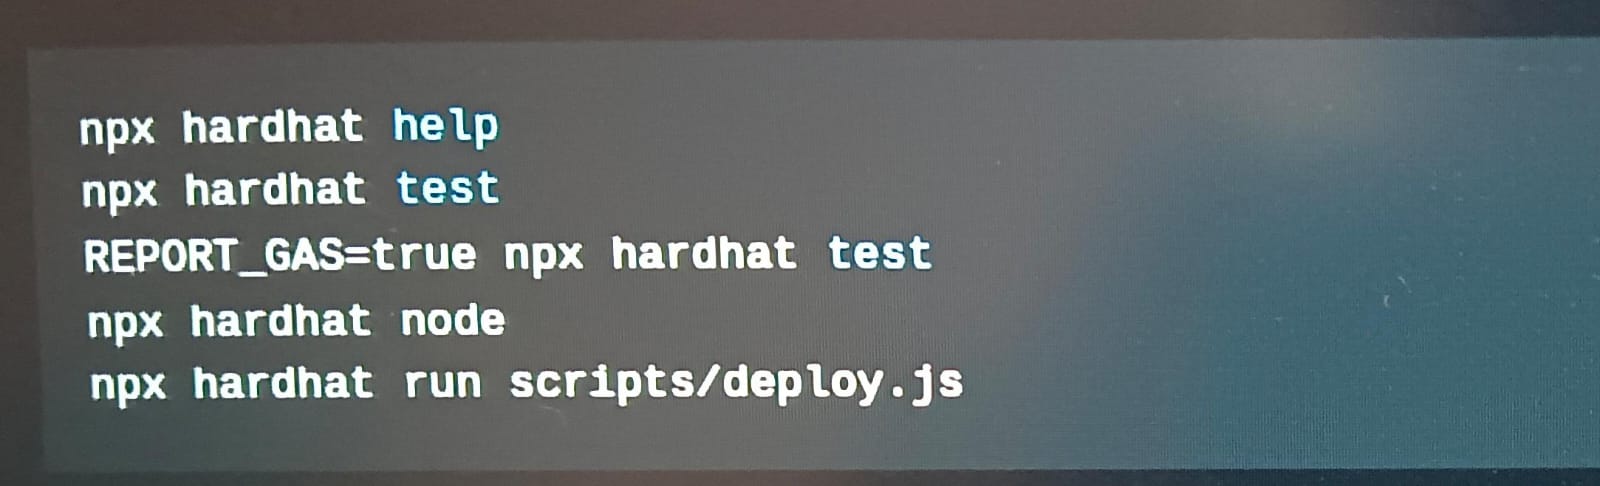 npx hardhat help
npx hardhat test
REPORT_GAS=true npx hardhat test
npx hardhat node
npx hardhat run scripts/deploy.js